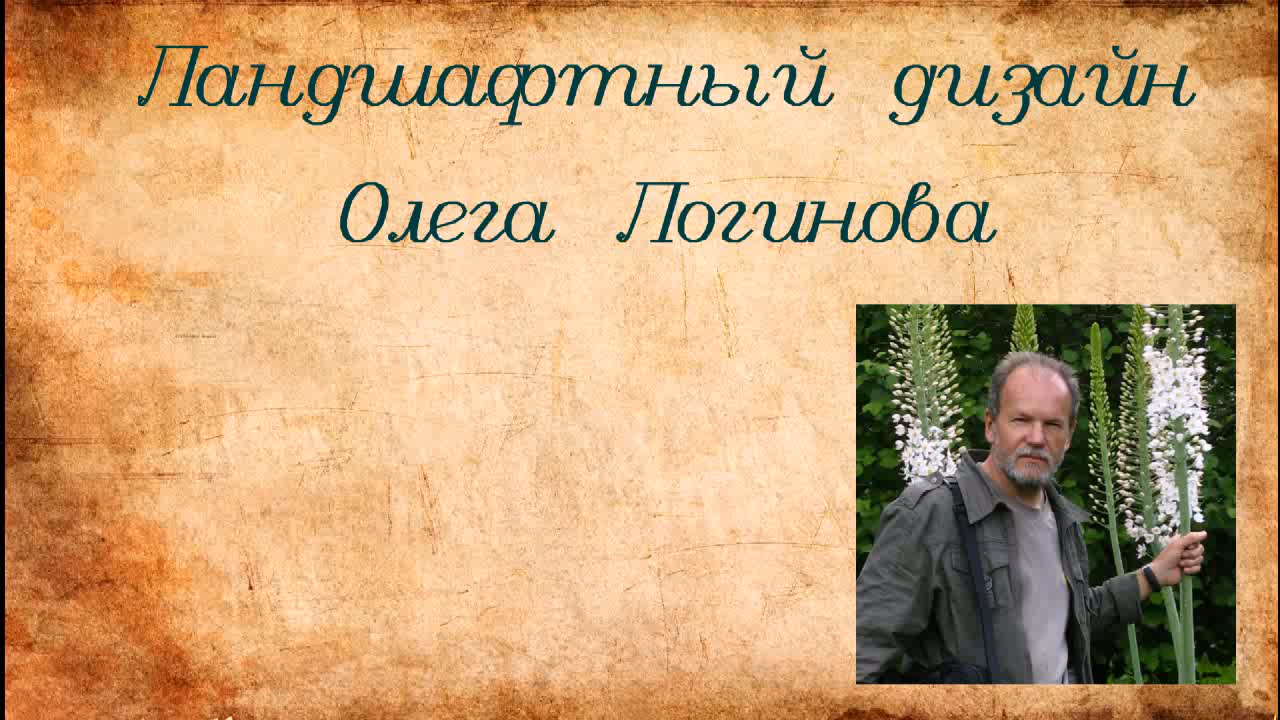 Ландшафтный дизайн
Олега Логинова